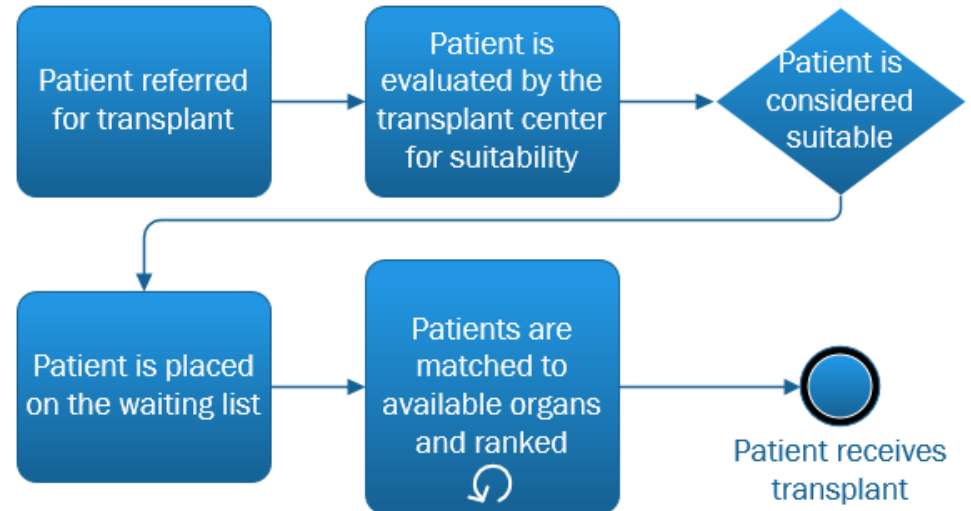 Patient referred
for transplant
Patient is
evaluated by the
transplant center
for suitability
Patient is
considered
suitable
Patient is placed
on the waiting list
Patients are
matched to
available organs
and ranked
Patient receives
transplant